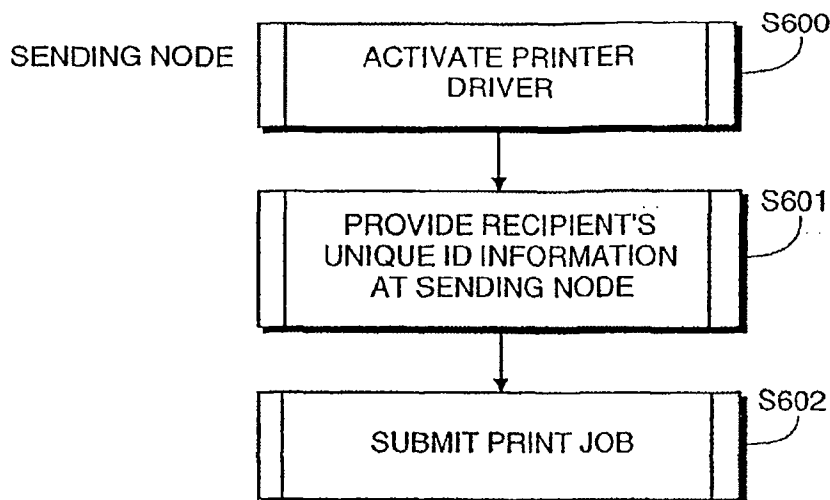 S600
SENDING NODE
ACTIVATE PRINTER
DRIVER
S601
PROVIDE RECIPIENT'S
UNIQUE ID INFORMATION
AT SENDING NODE
S602
SUBMIT PRINT JOB